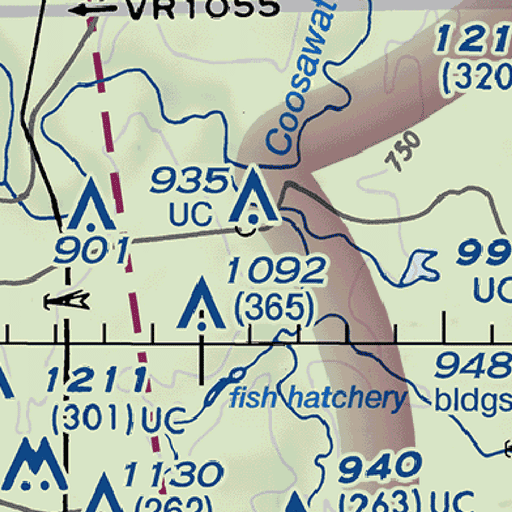 VR1055
Coosawat
121
(320
750
935
UC
901
99
UC
1092
(365)
1211
(301) UC
fish hatchery
948
bldgs
1130
(262)
940
(263) UC